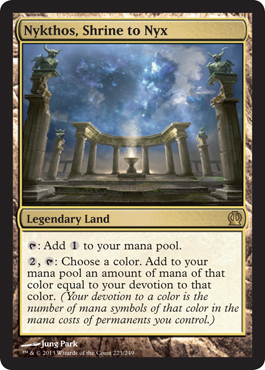 Nykthos, Shrine to Nyx
Legendary Land
: Add 1 to your mana pool.
2, : Choose a color. Add to your
mana pool an amount of mana of that
color equal to your devotion to that
color. (Your devotion to a color is the
number of mana symbols of that color in the
mana costs of permanents you control.)
Jung Park
™ & © 2013 Wizards of the Coast 223/249